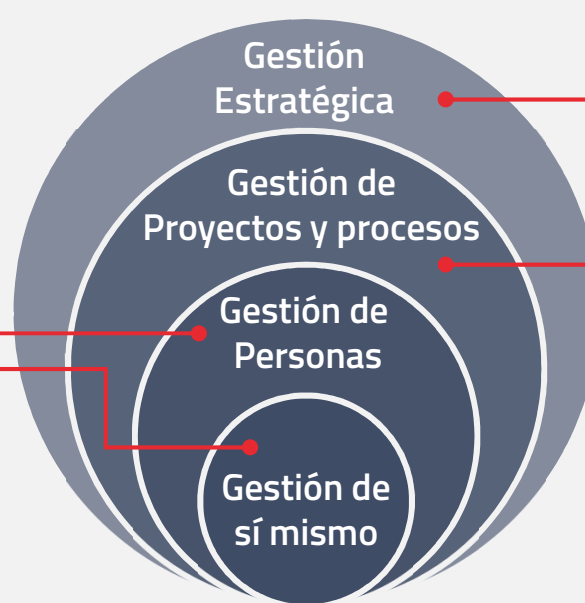 Gestión
Estratégica
Gestión de
Proyectos y procesos
Gestión de
Personas
Gestión de
sí mismo